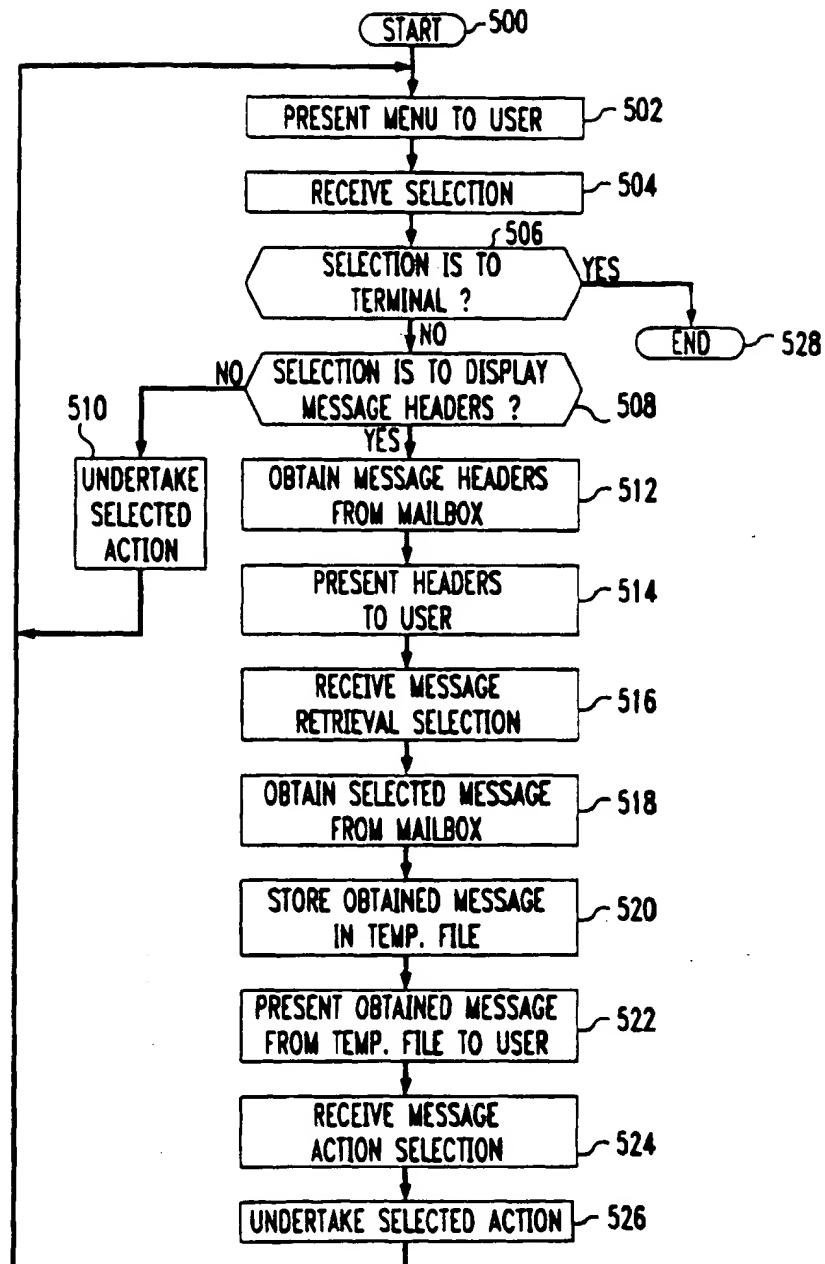 START 500
PRESENT MENU TO USER 502
RECEIVE SELECTION 504
506
SELECTION IS TO
TERMINAL ?
YES
NO
END 528
SELECTION IS TO DISPLAY
MESSAGE HEADERS ?
508
NO
YES
510
UNDERTAKE
SELECTED
ACTION
OBTAIN MESSAGE HEADERS
FROM MAILBOX
512
PRESENT HEADERS
TO USER
514
RECEIVE MESSAGE
RETRIEVAL SELECTION
516
OBTAIN SELECTED MESSAGE
FROM MAILBOX
518
STORE OBTAINED MESSAGE
IN TEMP. FILE
520
PRESENT OBTAINED MESSAGE
FROM TEMP. FILE TO USER
522
RECEIVE MESSAGE
ACTION SELECTION
524
UNDERTAKE SELECTED ACTION 526